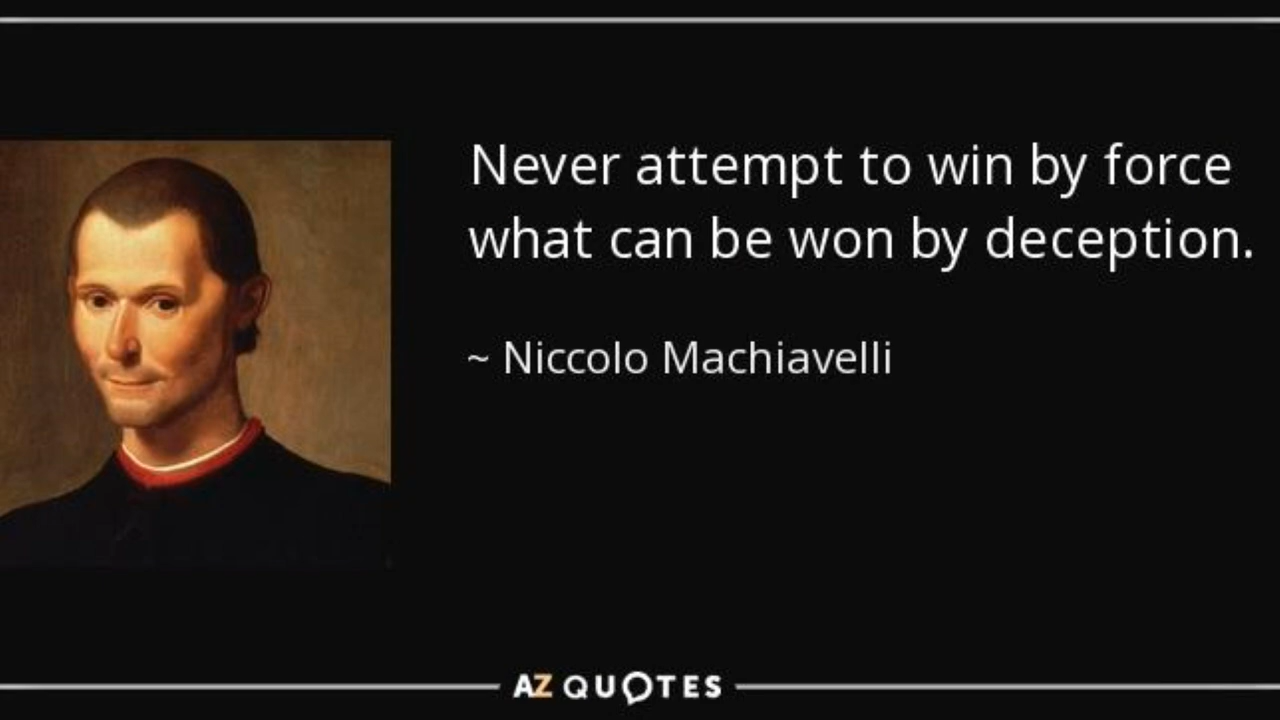 Never attempt to win by force
what can be won by deception.
~ Niccolo Machiavelli
AZ QUOTES